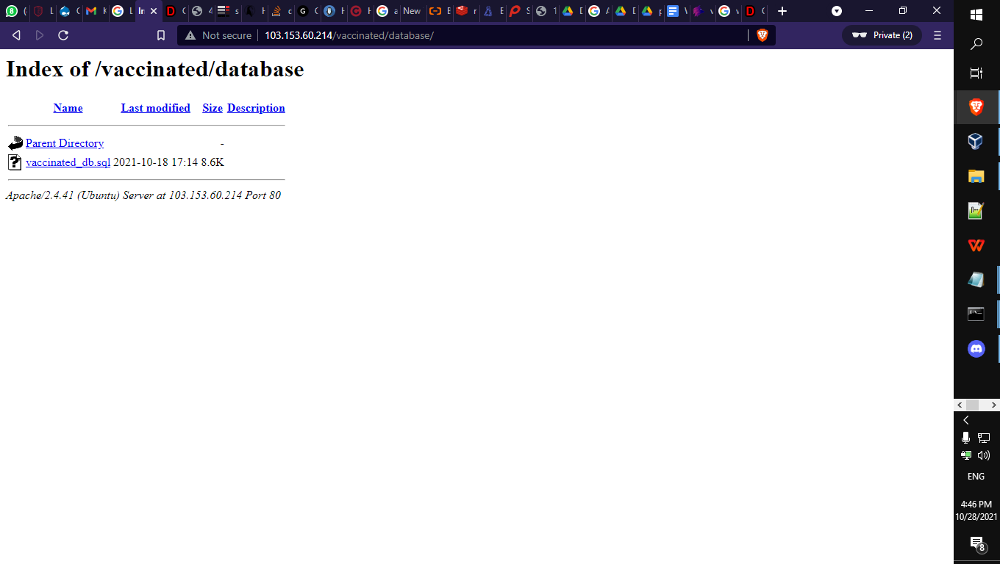 New
Not secure 103.153.60.214/vaccinated/database/ Private (2)
Index of /vaccinated/database
Name Last modified Size Description
Parent Directory -
vaccinated_db.sql 2021-10-18 17:14 8.6K
Apache/2.4.41 (Ubuntu) Server at 103.153.60.214 Port 80
ENG
4:46 PM
10/28/2021
8